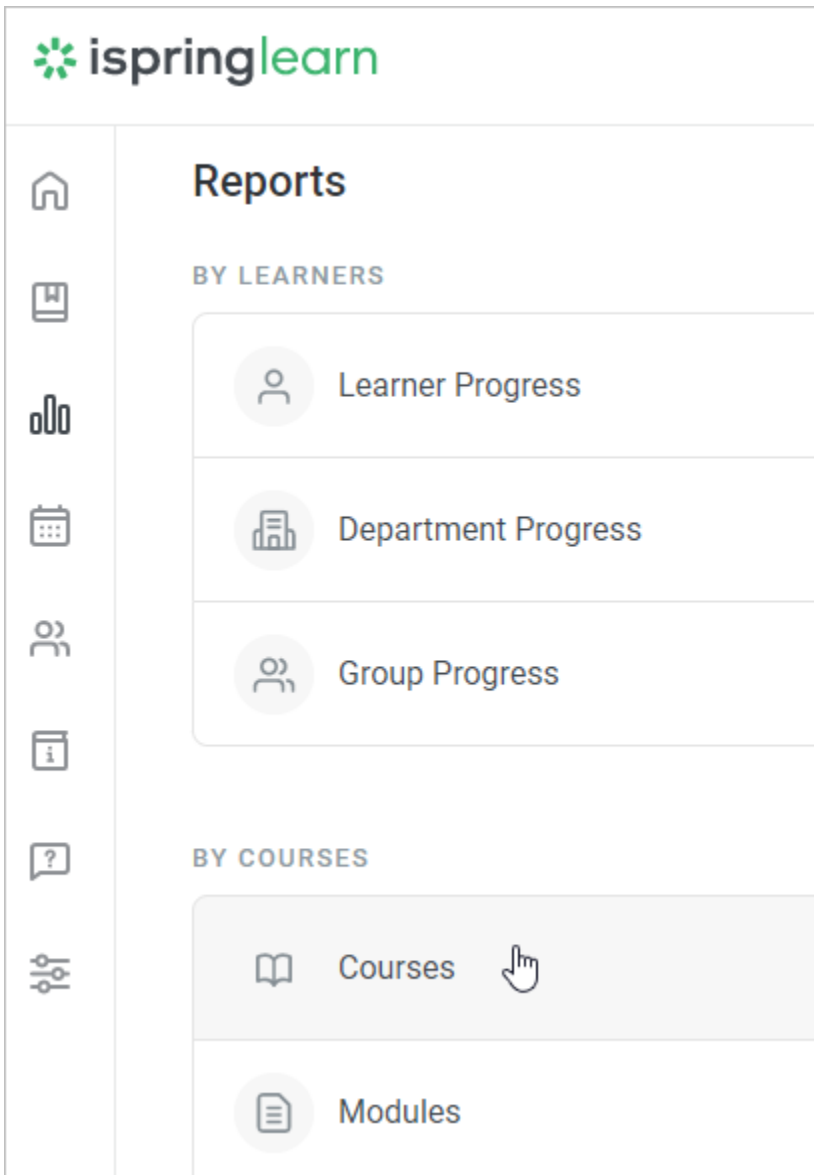 ispringlearn
Reports
BY LEARNERS
Learner Progress
Department Progress
Group Progress
BY COURSES
Courses
Modules